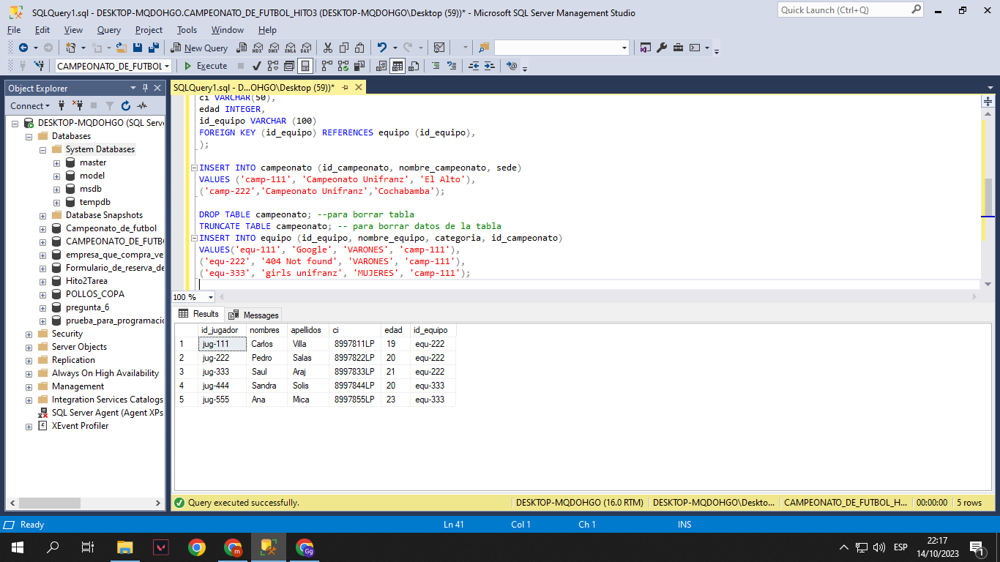 SQLQuery1.sql - DESKTOP-MQDOHGO.CAMPEONATO_DE_FUTBOL_HITO3 (DESKTOP-MQDOHGO\Desktop (59))* - Microsoft SQL Server Management Studio
Quick Launch (Ctrl+Q)
File Edit View Query Project Tools Window Help
New Query
MDX DMX XMLA DAX
CAMPEONATO_DE_FUTBOL
Execute
Object Explorer
SQLQuery1.sql - D...OHGO\Desktop (59))*
Connect
DESKTOP-MQDOHGO (SQL Serv
Databases
System Databases
master
model
msdb
tempdb
Database Snapshots
Campeonato_de_futbol
CAMPEONATO_DE_FUTB
empresa_que_compra_ve
Formulario_de_reserva_de
Hito2Tarea
POLLOS_COPA
pregunta_6
prueba_para_programacio
Security
Server Objects
Replication
Always On High Availability
Management
Integration Services Catalogs
SQL Server Agent (Agent XPs
XEvent Profiler
ci VARCHAR(50),
edad INTEGER,
id_equipo VARCHAR (100)
FOREIGN KEY (id_equipo) REFERENCES equipo (id_equipo),
);
INSERT INTO campeonato (id_campeonato, nombre_campeonato, sede)
VALUES ('camp-111', 'Campeonato Unifranz', 'El Alto'),
('camp-222','Campeonato Unifranz','Cochabamba');
DROP TABLE campeonato; --para borrar tabla
TRUNCATE TABLE campeonato; -- para borrar datos de la tabla
INSERT INTO equipo (id_equipo, nombre_equipo, categoria, id_campeonato)
VALUES('equ-111', 'Google', 'VARONES', 'camp-111'),
('equ-222', '404 Not found', 'VARONES', 'camp-111'),
('equ-333', 'girls unifranz', 'MUJERES', 'camp-111');
100 %
Results Messages
id_jugador nombres apellidos ci edad id_equipo
1 jug-111 Carlos Villa 8997811LP 19 equ-222
2 jug-222 Pedro Salas 8997822LP 20 equ-222
3 jug-333 Saul Araj 8997833LP 21 equ-222
4 jug-444 Sandra Solis 8997844LP 20 equ-333
5 jug-555 Ana Mica 8997855LP 23 equ-333
Query executed successfully.
DESKTOP-MQDOHGO (16.0 RTM) DESKTOP-MQDOHGO\Deskto... CAMPEONATO_DE_FUTBOL_H... 00:00:00 5 rows
Ready Ln 41 Col 1 Ch 1 INS
m
Gg
ESP
22:17
14/10/2023
1